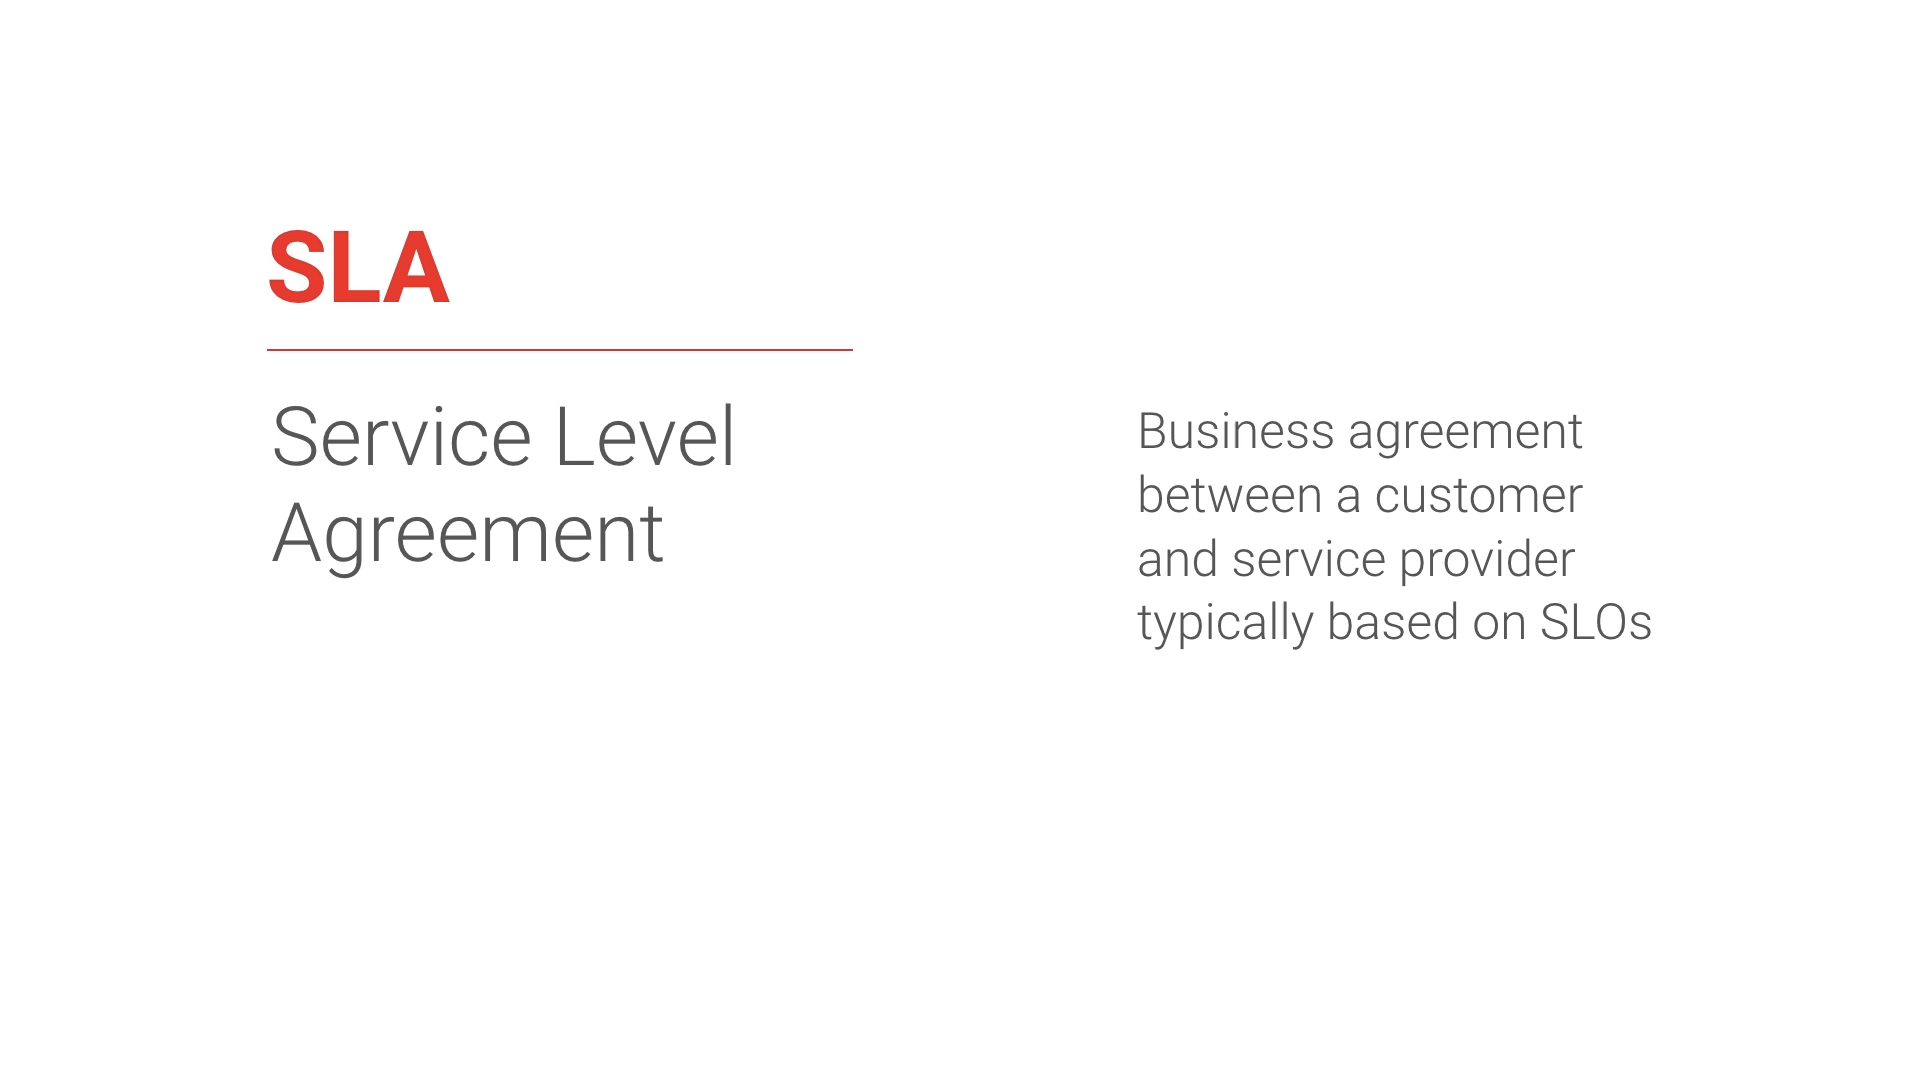 SLA
Service Level
Agreement
Business agreement
between a customer
and service provider
typically based on SLOs